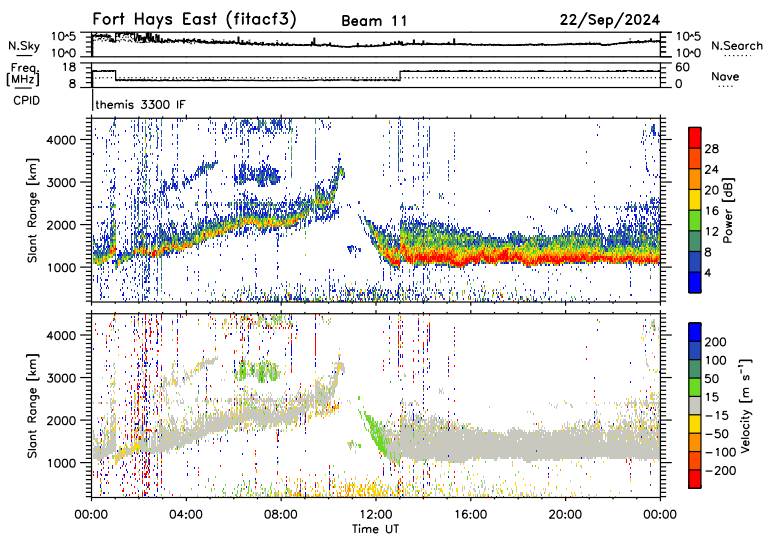 Fort Hays East (fitacf3) Beam 11 22/Sep/2024
N.Sky 10^5 10^0 10^5 10^0 N.Search
Freq. [MHz] 18 8 60 0 Nave
CPID themis 3300 IF
Slant Range [km] 4000 3000 2000 1000
28 24 20 16 12 8 4 Power [dB]
Slant Range [km] 4000 3000 2000 1000
200 100 50 15 -15 -50 -100 -200 Velocity [m s⁻¹]
00:00 04:00 08:00 12:00 16:00 20:00 00:00
Time UT